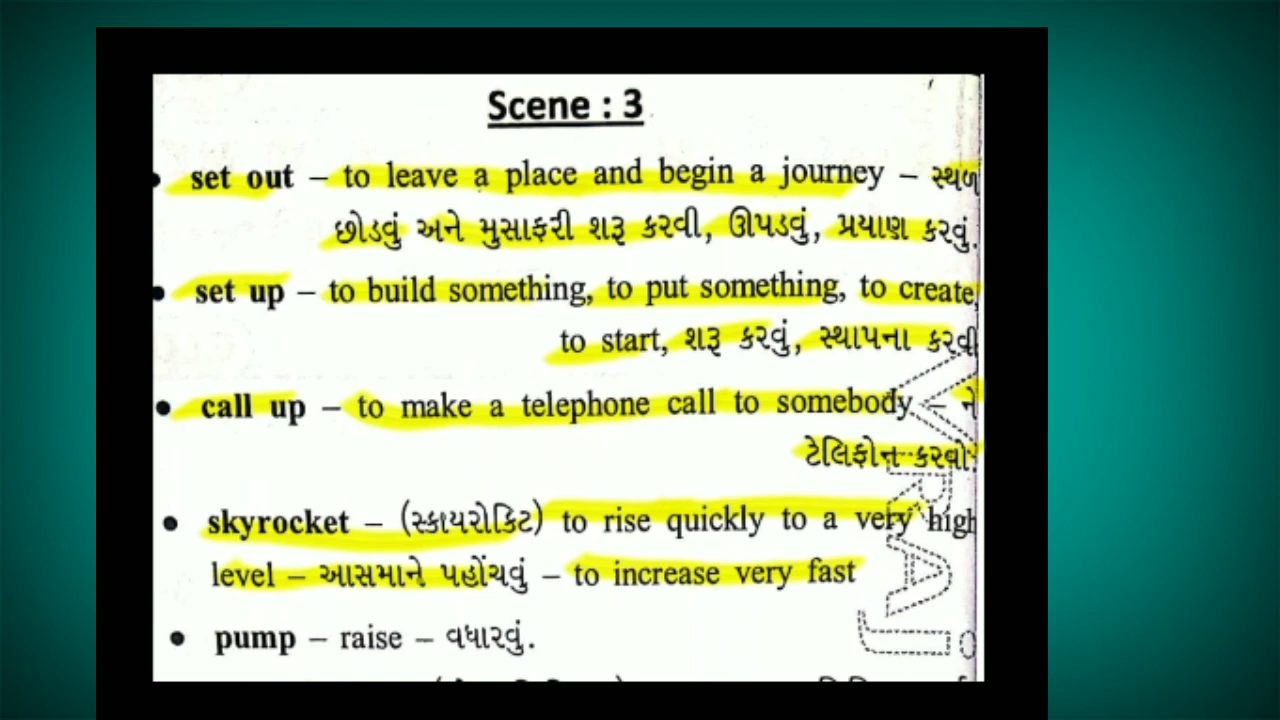 Scene : 3
• set out – to leave a place and begin a journey – સ્થળ
છોડવું અને મુસાફરી શરૂ કરવી, ઊપડવું, પ્રયાણ કરવું.
• set up – to build something, to put something, to create,
to start, શરૂ કરવું, સ્થાપના કરવી
• call up – to make a telephone call to somebody – ને
ટેલિફોન કરવો.
• skyrocket – (સ્કાયરોકિટ) to rise quickly to a very high
level – આસમાને પહોંચવું – to increase very fast
• pump – raise – વધારવું.